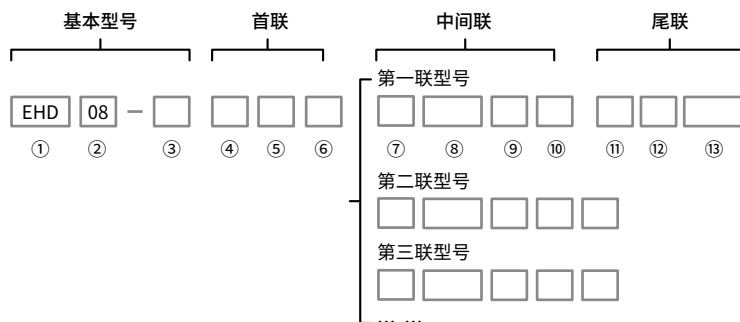 基本型号 首联 中间联 尾联
第一联型号
EHD 08 –
① ② ③ ④ ⑤ ⑥ ⑦ ⑧ ⑨ ⑩ ⑪ ⑫ ⑬
第二联型号
第三联型号